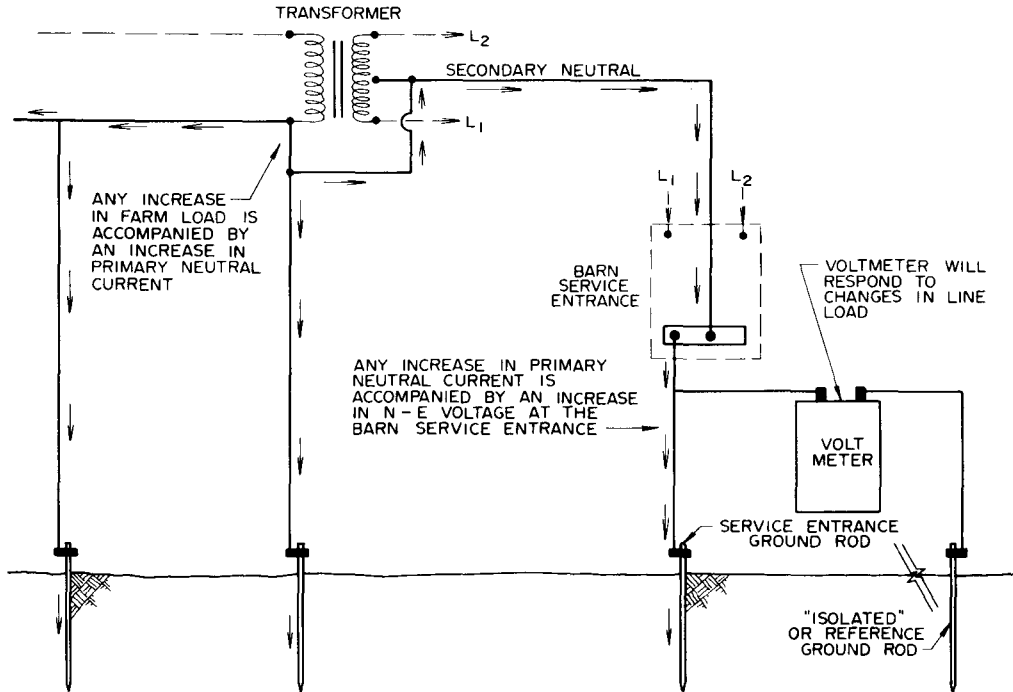 TRANSFORMER
L2
SECONDARY NEUTRAL
L1
ANY INCREASE
IN FARM LOAD IS
ACCOMPANIED BY
AN INCREASE IN
PRIMARY NEUTRAL
CURRENT
L1
L2
BARN
SERVICE
ENTRANCE
VOLTMETER WILL
RESPOND TO
CHANGES IN LINE
LOAD
ANY INCREASE IN PRIMARY
NEUTRAL CURRENT IS
ACCOMPANIED BY AN INCREASE
IN N-E VOLTAGE AT THE
BARN SERVICE ENTRANCE
VOLT
METER
SERVICE ENTRANCE
GROUND ROD
"ISOLATED"
OR REFERENCE
GROUND ROD